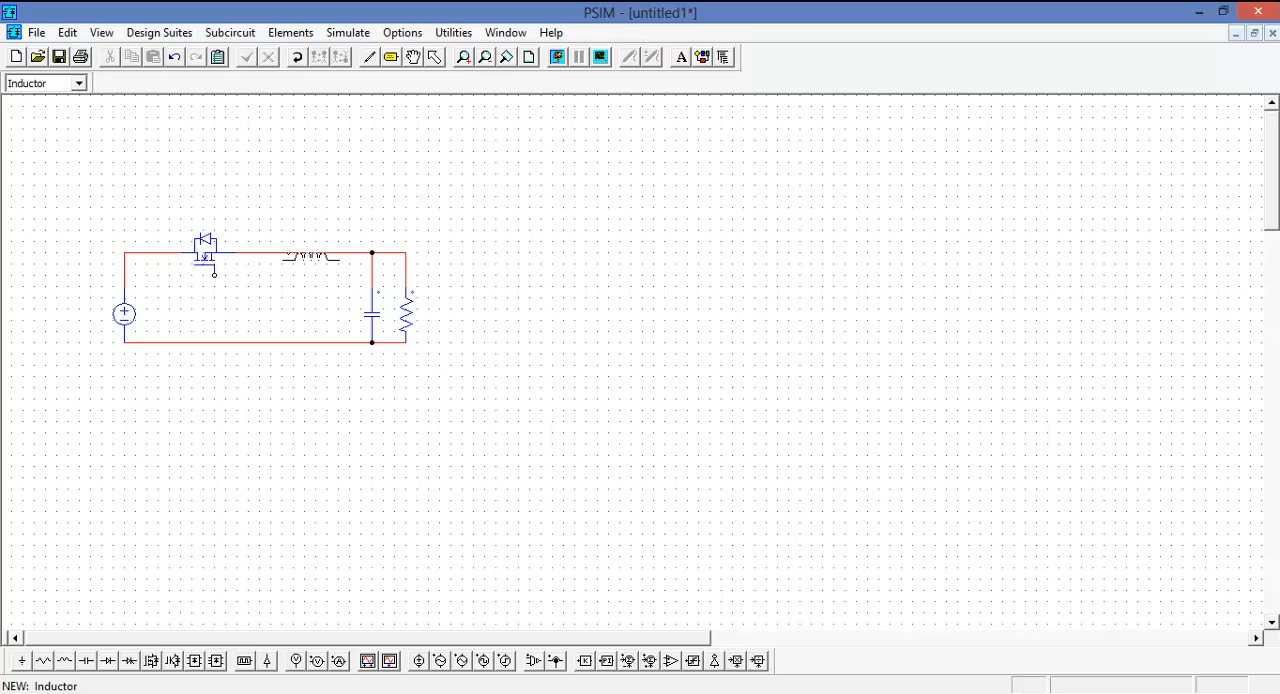 PSIM - [untitled1*]
File Edit View Design Suites Subcircuit Elements Simulate Options Utilities Window Help
A
Inductor
NEW: Inductor